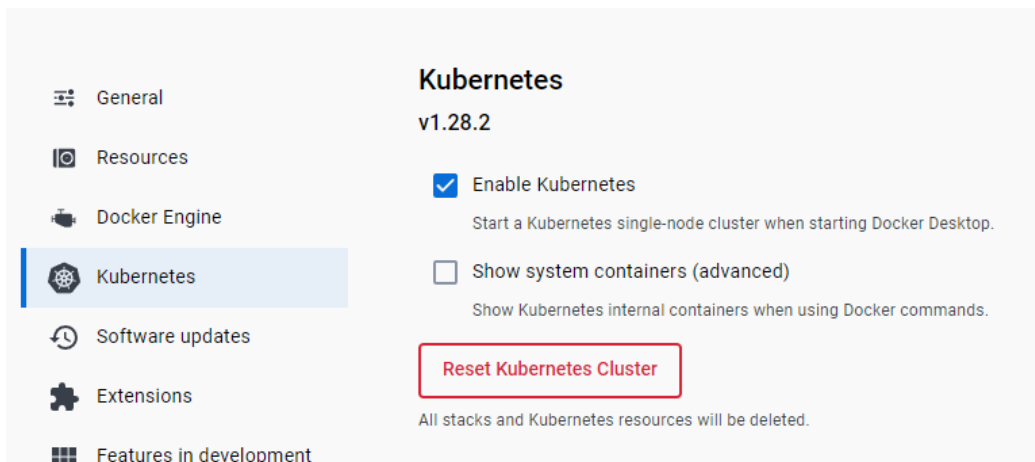 General
Resources
Docker Engine
Kubernetes
Software updates
Extensions
Features in development
Kubernetes
v1.28.2
Enable Kubernetes
Start a Kubernetes single-node cluster when starting Docker Desktop.
Show system containers (advanced)
Show Kubernetes internal containers when using Docker commands.
Reset Kubernetes Cluster
All stacks and Kubernetes resources will be deleted.